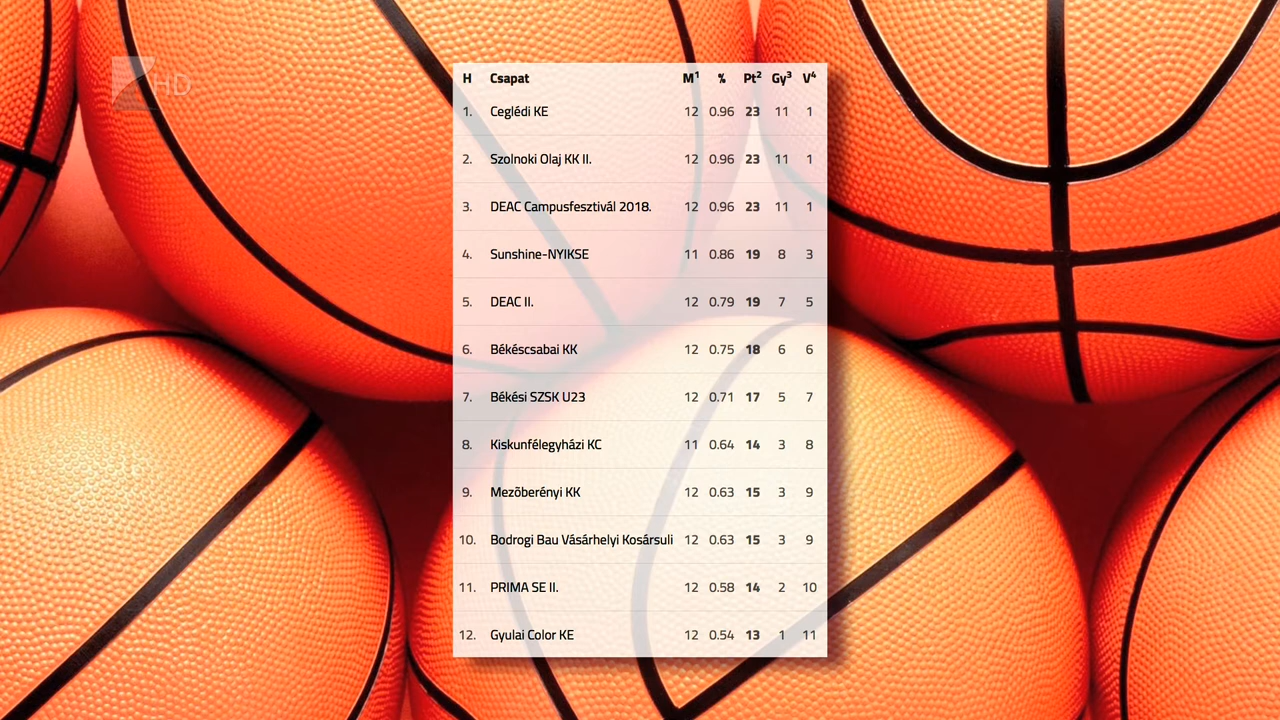 HD
H Csapat M¹ % Pt² Gy³ V⁴
1. Ceglédi KE 12 0.96 23 11 1
2. Szolnoki Olaj KK II. 12 0.96 23 11 1
3. DEAC Campusfesztivál 2018. 12 0.96 23 11 1
4. Sunshine-NYIKSE 11 0.86 19 8 3
5. DEAC II. 12 0.79 19 7 5
6. Békéscsabai KK 12 0.75 18 6 6
7. Békési SZSK U23 12 0.71 17 5 7
8. Kiskunfélegyházi KC 11 0.64 14 3 8
9. Mezõberényi KK 12 0.63 15 3 9
10. Bodrogi Bau Vásárhelyi Kosársuli 12 0.63 15 3 9
11. PRIMA SE II. 12 0.58 14 2 10
12. Gyulai Color KE 12 0.54 13 1 11